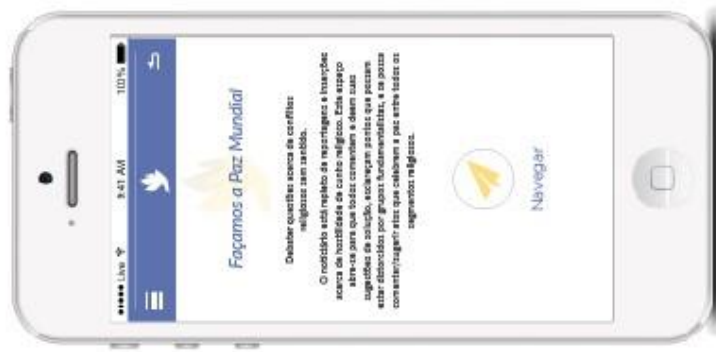 Live 9:41 AM 100%
Façamos a Paz Mundial
Debater questões acerca de conflitos
religiosos sem sentido.
O noticiário está repleto de reportagens e inserções
acerca de hostilidade de cunho religioso. Este espaço
abre-se para que todos comentem e deem suas
sugestões de solução, esclareçam pontos que possam
estar distorcidos por grupos fundamentalistas, e se possa
comentar/sugerir atos que celebrem a paz entre todos os
segmentos religiosos.
Navegar